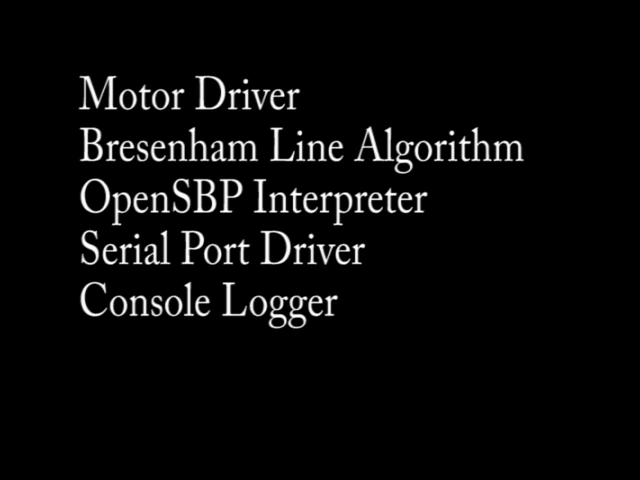 Motor Driver
Bresenham Line Algorithm
OpenSBP Interpreter
Serial Port Driver
Console Logger